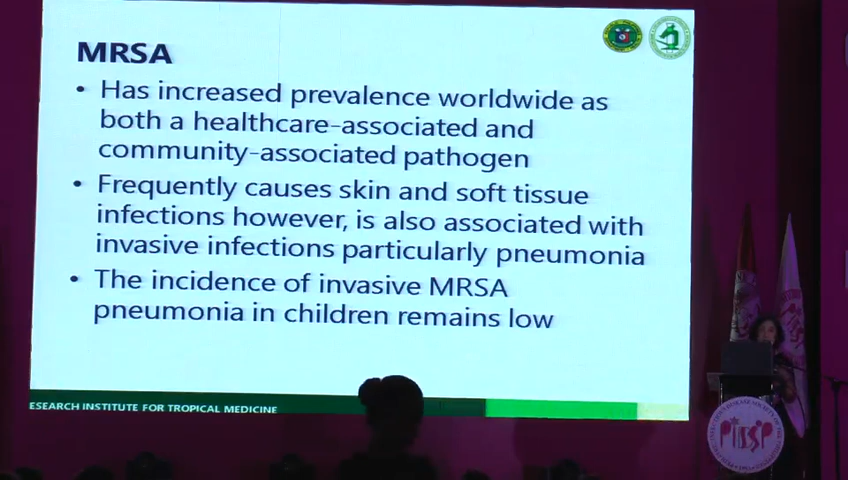 MRSA
• Has increased prevalence worldwide as
both a healthcare-associated and
community-associated pathogen
• Frequently causes skin and soft tissue
infections however, is also associated with
invasive infections particularly pneumonia
• The incidence of invasive MRSA
pneumonia in children remains low
ESEARCH INSTITUTE FOR TROPICAL MEDICINE